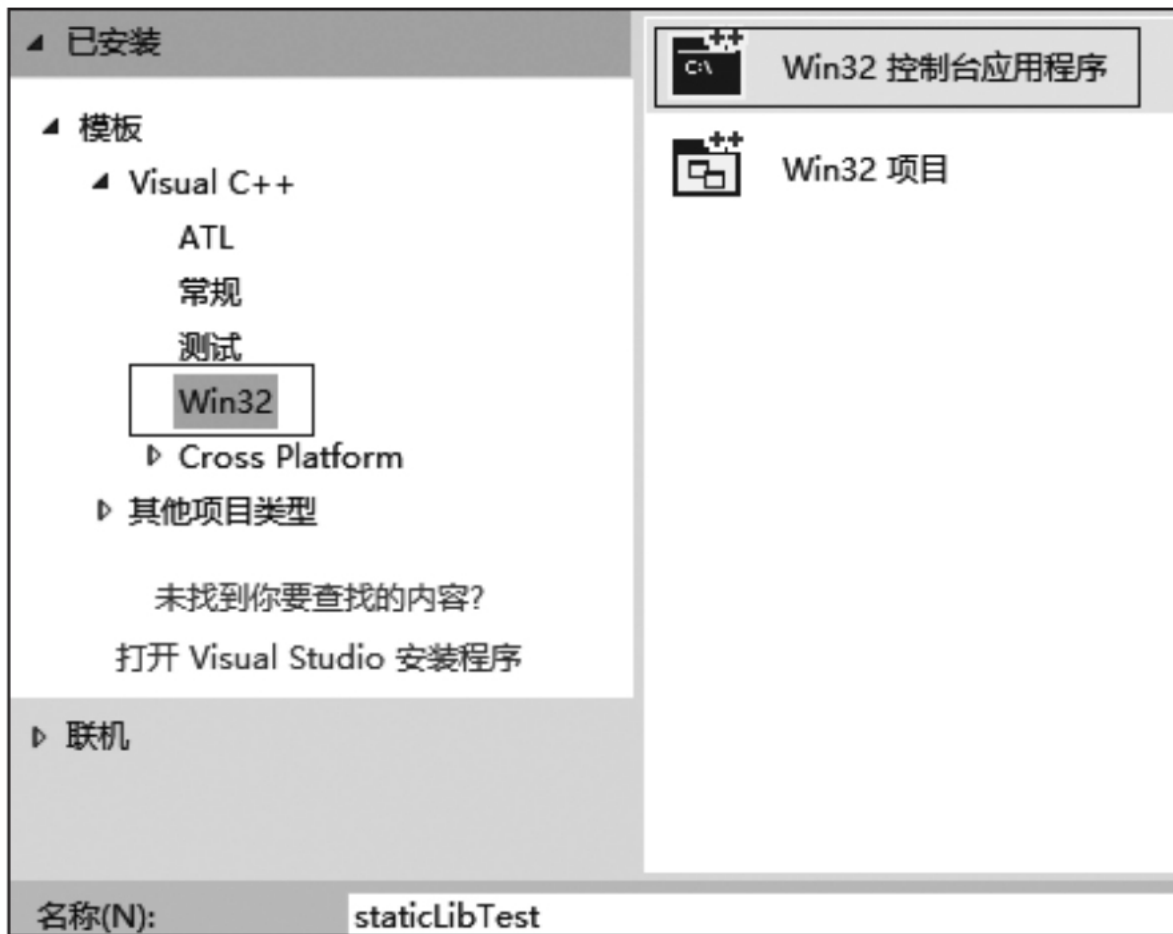 已安装
模板
Visual C++
ATL
常规
测试
Win32
Cross Platform
其他项目类型
未找到你要查找的内容?
打开 Visual Studio 安装程序
联机
C:\
++
Win32 控制台应用程序
++
Win32 项目
名称(N): staticLibTest